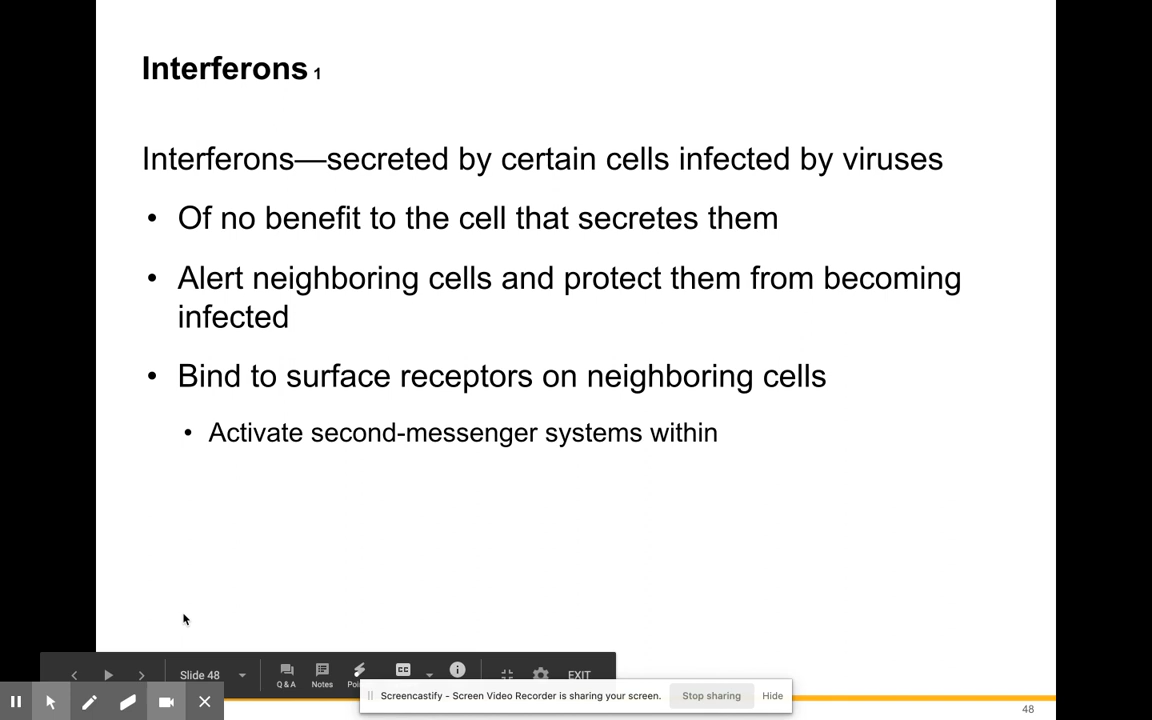 Interferons 1
Interferons—secreted by certain cells infected by viruses
• Of no benefit to the cell that secretes them
• Alert neighboring cells and protect them from becoming
infected
• Bind to surface receptors on neighboring cells
• Activate second-messenger systems within
Slide 48
Q & A
Notes
CC
EXIT
Screencastify - Screen Video Recorder is sharing your screen.
Stop sharing
Hide
48